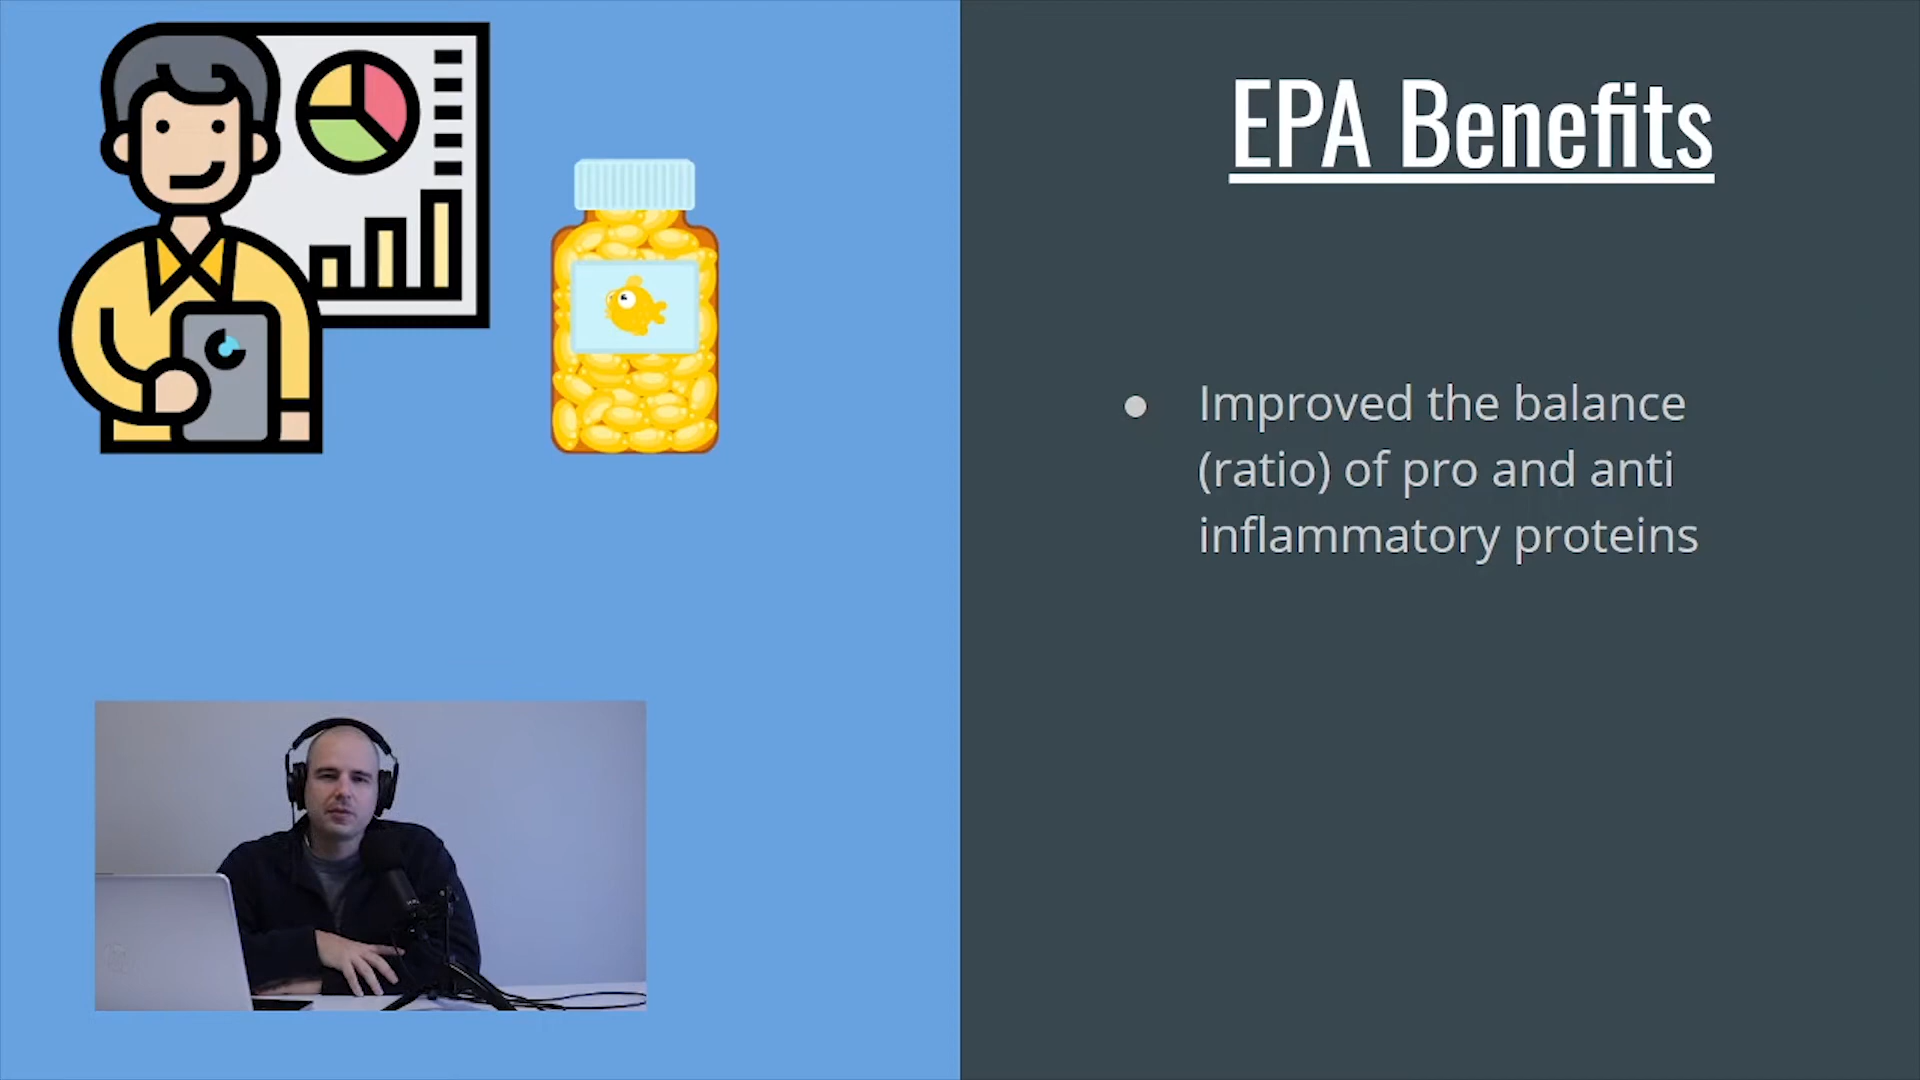 EPA Benefits
● Improved the balance
(ratio) of pro and anti
inflammatory proteins